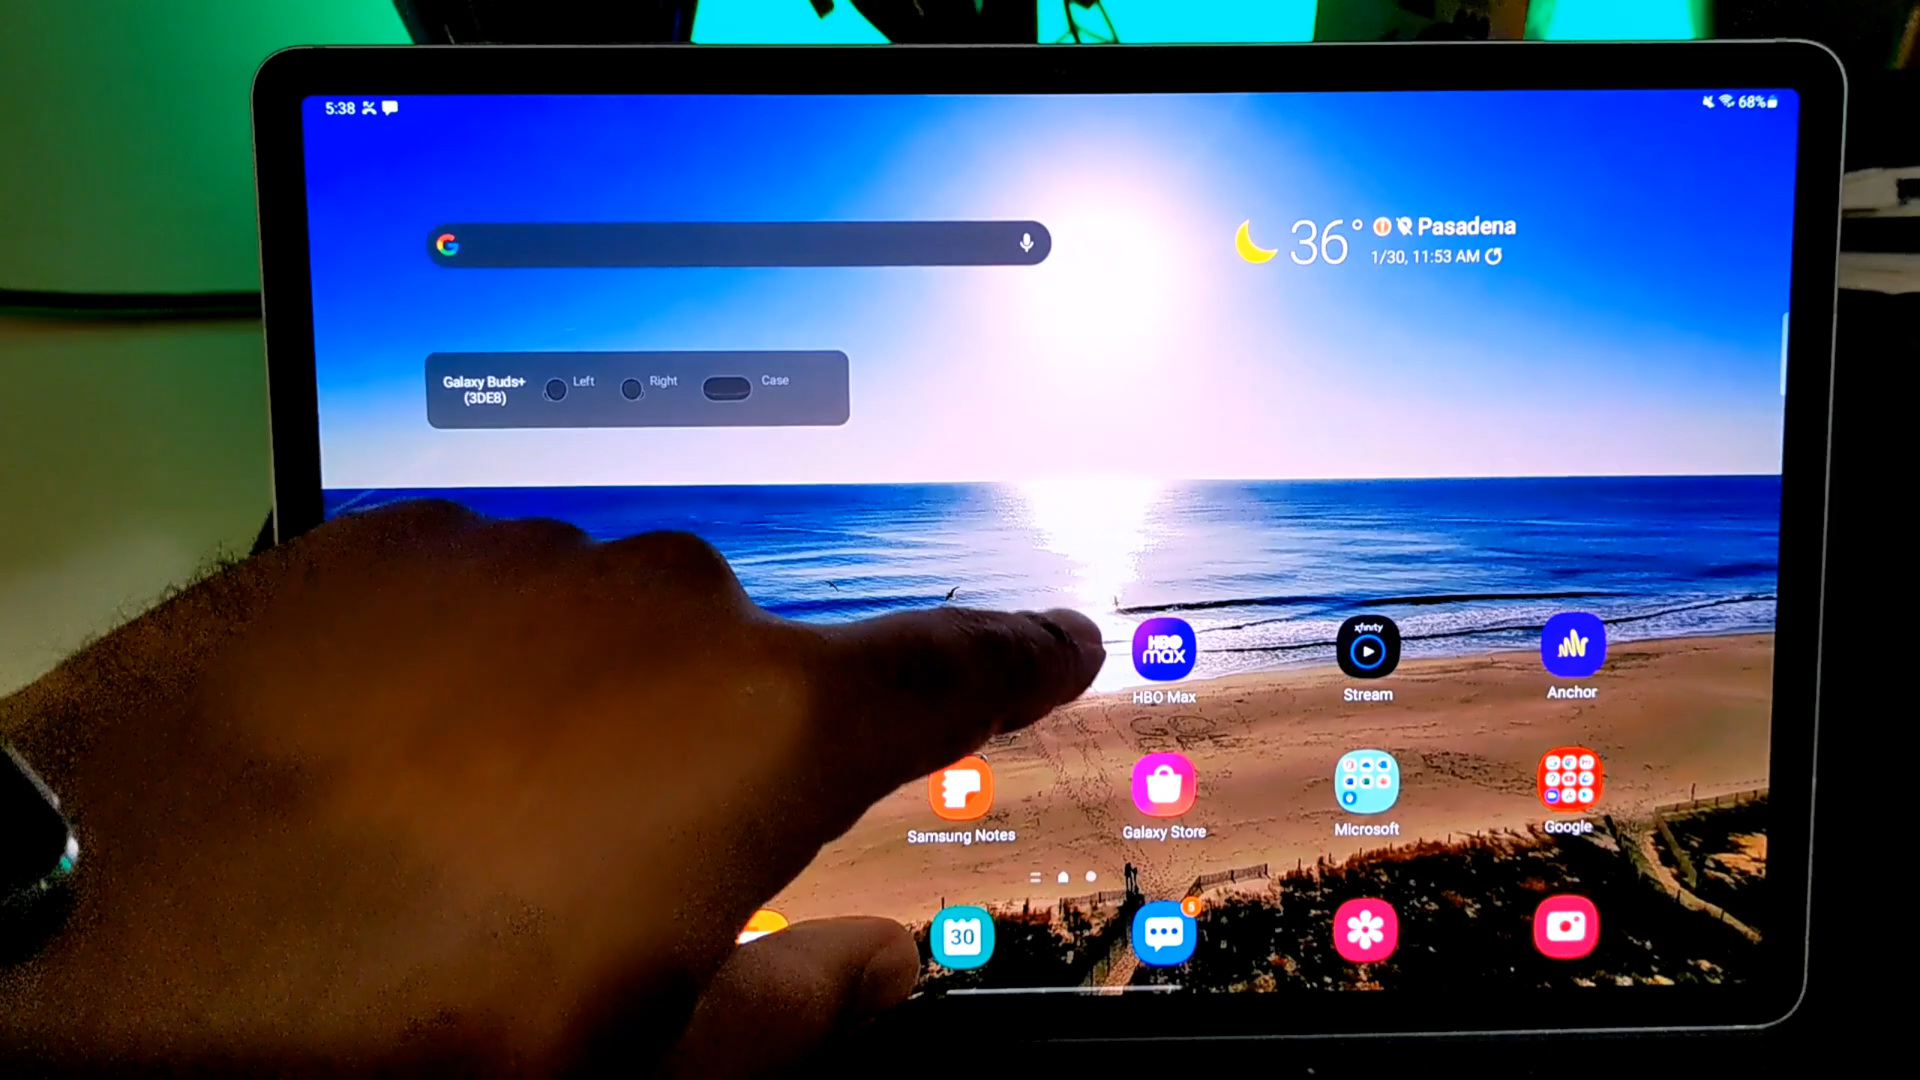 5:38
68%
36°
Pasadena
1/30, 11:53 AM
Galaxy Buds+
(3DE8)
Left
Right
Case
HBO
max
HBO Max
xfinity
Stream
Anchor
Samsung Notes
Galaxy Store
Microsoft
Google
30
5